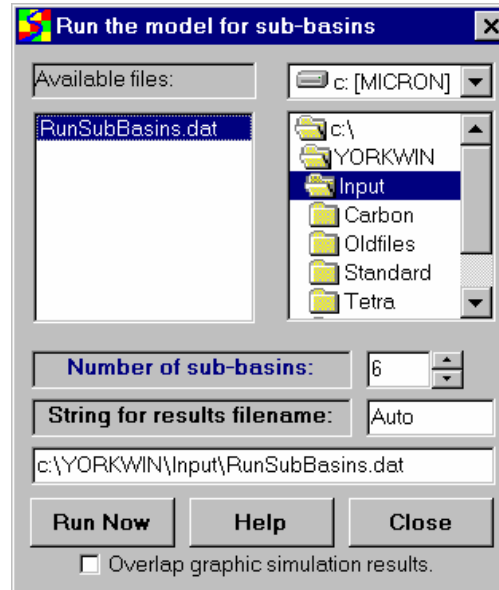 Run the model for sub-basins
Available files:
c: [MICRON]
RunSubBasins.dat
c:\
YORKWIN
Input
Carbon
Oldfiles
Standard
Tetra
Number of sub-basins:
6
String for results filename:
Auto
c:\YORKWIN\Input\RunSubBasins.dat
Run Now
Help
Close
Overlap graphic simulation results.